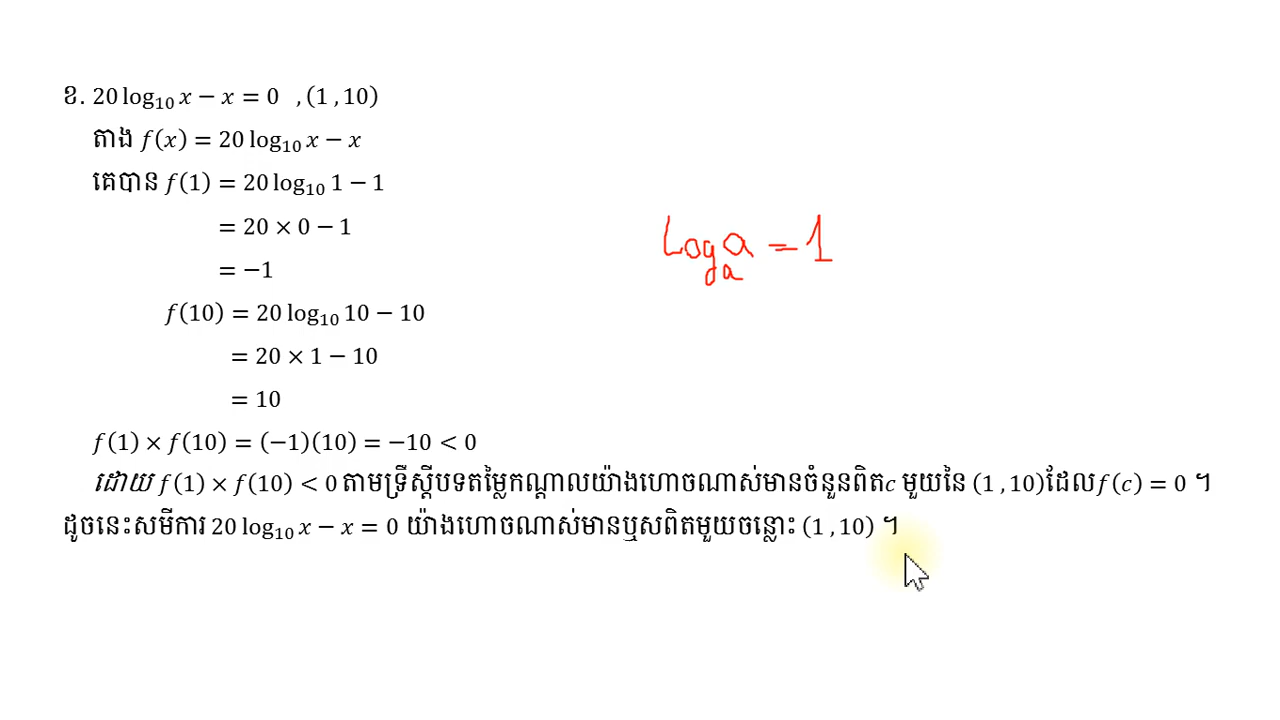 ខ. 20 log₁₀ x − x = 0 , (1 , 10)
តាង f(x) = 20 log₁₀ x − x
គេបាន f(1) = 20 log₁₀ 1 − 1
= 20 × 0 − 1
= −1
Logₐ a = 1
f(10) = 20 log₁₀ 10 − 10
= 20 × 1 − 10
= 10
f(1) × f(10) = (−1)(10) = −10 < 0
ដោយ f(1) × f(10) < 0 តាមទ្រឹស្តីបទតម្លៃកណ្តាលយ៉ាងហោចណាស់មានចំនួនពិតc មួយនៃ (1 , 10)ដែលf(c) = 0 ។
ដូចនេះសមីការ 20 log₁₀ x − x = 0 យ៉ាងហោចណាស់មានឬសពិតមួយចន្លោះ (1 , 10) ។